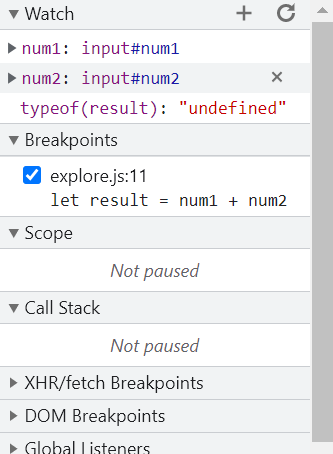 Watch
num1: input#num1
num2: input#num2
typeof(result): "undefined"
Breakpoints
explore.js:11
let result = num1 + num2
Scope
Not paused
Call Stack
Not paused
XHR/fetch Breakpoints
DOM Breakpoints
Global Listeners